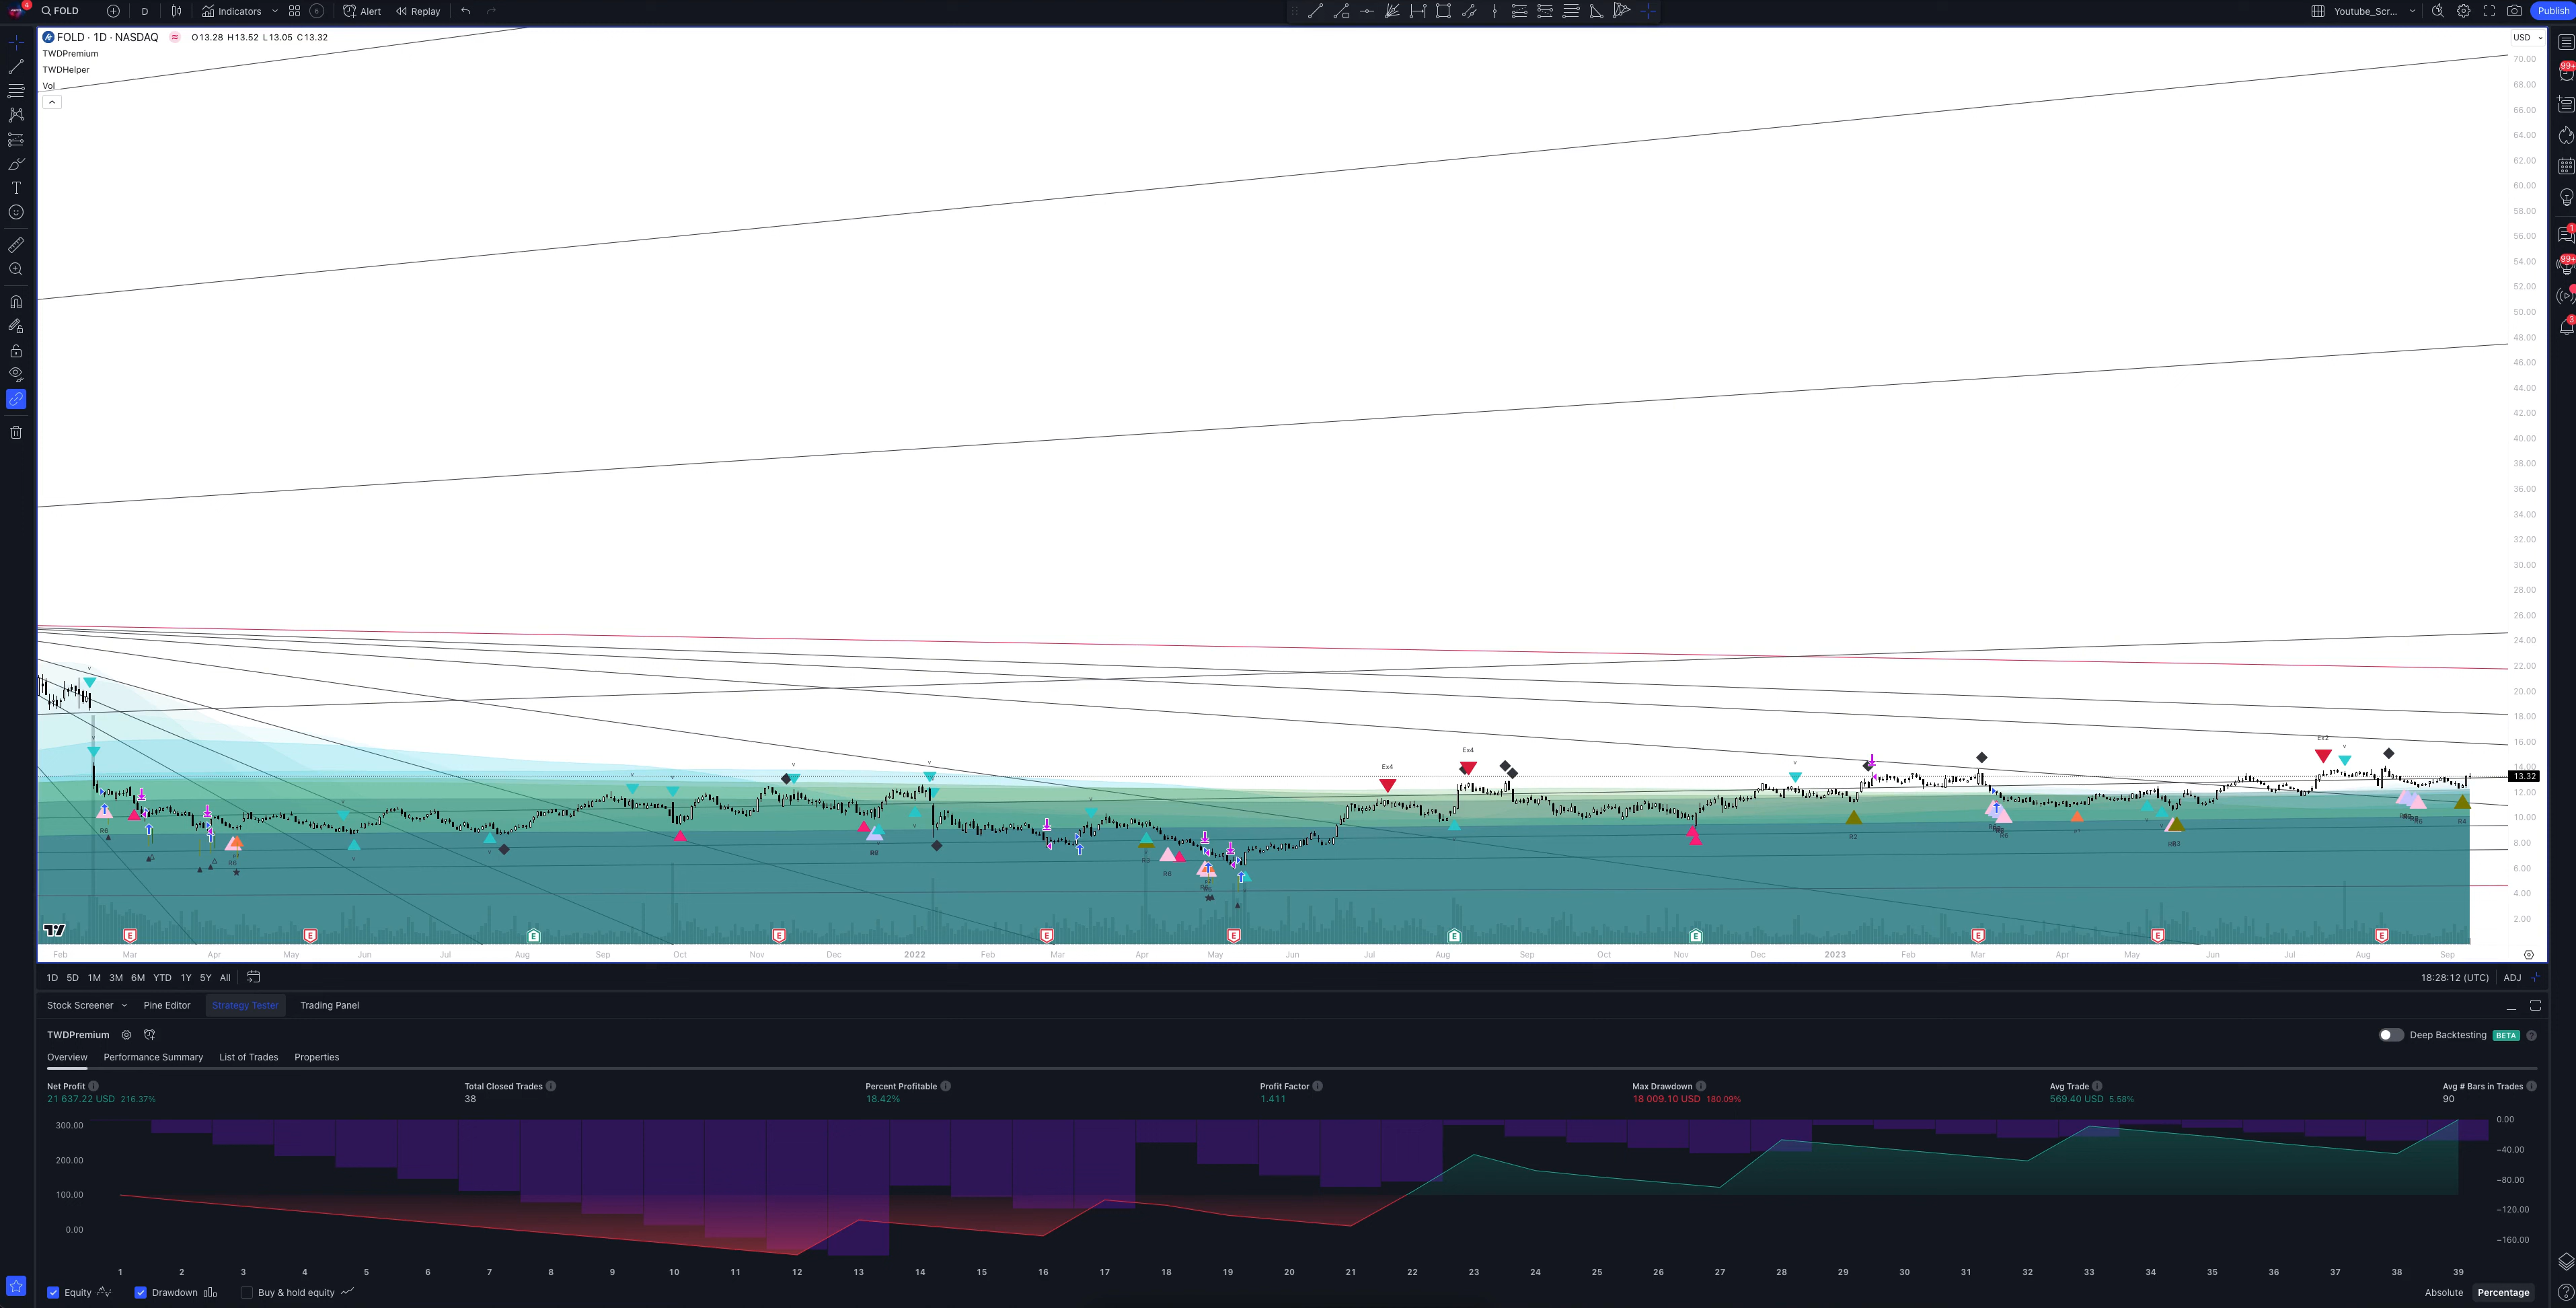 4
FOLD
D
Indicators
6
Alert
Replay
Youtube_Scr...
Publish
FOLD · 1D · NASDAQ
O13.28 H13.52 L13.05 C13.32
TWDPremium
TWDHelper
Vol
USD
70.00
68.00
66.00
64.00
62.00
60.00
58.00
56.00
54.00
52.00
50.00
48.00
46.00
44.00
42.00
40.00
38.00
36.00
34.00
32.00
30.00
28.00
26.00
24.00
22.00
20.00
18.00
16.00
14.00
13.32
12.00
10.00
8.00
6.00
4.00
2.00
99+
1
99+
3
Ex4
Ex4
Ex2
R6
R6
R6
R2
R6
R4
E E E E E E E E E E E
Feb Mar Apr May Jun Jul Aug Sep Oct Nov Dec 2022 Feb Mar Apr May Jun Jul Aug Sep Oct Nov Dec 2023 Feb Mar Apr May Jun Jul Aug Sep
1D 5D 1M 3M 6M YTD 1Y 5Y All
18:28:12 (UTC) ADJ
Stock Screener Pine Editor Strategy Tester Trading Panel
TWDPremium
Deep Backtesting BETA
Overview Performance Summary List of Trades Properties
Net Profit Total Closed Trades Percent Profitable Profit Factor Max Drawdown Avg Trade Avg # Bars in Trades
21 637.22 USD 216.37% 38 18.42% 1.411 18 009.10 USD 180.09% 569.40 USD 5.58% 90
300.00
200.00
100.00
0.00
0.00
−40.00
−80.00
−120.00
−160.00
1 2 3 4 5 6 7 8 9 10 11 12 13 14 15 16 17 18 19 20 21 22 23 24 25 26 27 28 29 30 31 32 33 34 35 36 37 38 39
Equity Drawdown Buy & hold equity
Absolute Percentage